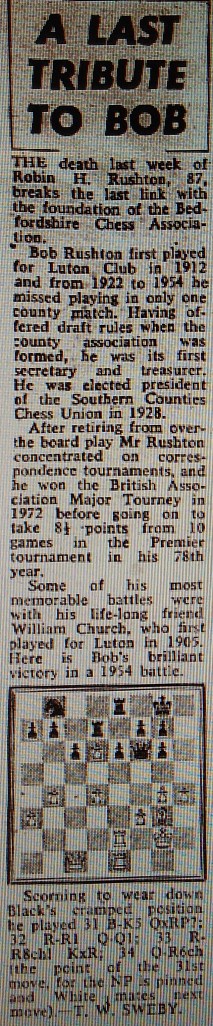 A LAST
TRIBUTE
TO BOB
THE death last week of
Robin H. Rushton, 87,
breaks the last link with
the foundation of the Bed-
fordshire Chess Associa-
tion.
Bob Rushton first played
for Luton Club in 1912
and from 1922 to 1954 he
missed playing in only one
county match. Having of-
fered draft rules when the
county association was
formed, he was its first
secretary and treasurer.
He was elected president
of the Southern Counties
Chess Union in 1928.
After retiring from over-
the board play Mr Rushton
concentrated on corres-
pondence tournaments, and
he won the British Asso-
ciation Major Tourney in
1972 before going on to
take 8½ points from 10
games in the Premier
tournament in his 78th
year.
Some of his most
memorable battles were
with his life-long friend
William Church, who first
played for Luton in 1905.
Here is Bob's brilliant
victory in a 1954 battle.
Scorning to wear down
Black's cramped position
he played 31 B-K5 QxRP?;
32 R-R1 Q-Q1; 33 R-
R8ch! KxR; 34 Q-R6ch
(the point of the 31st
move, for the NP is pinned
and White mates next
move).—T. W. SWEBY.